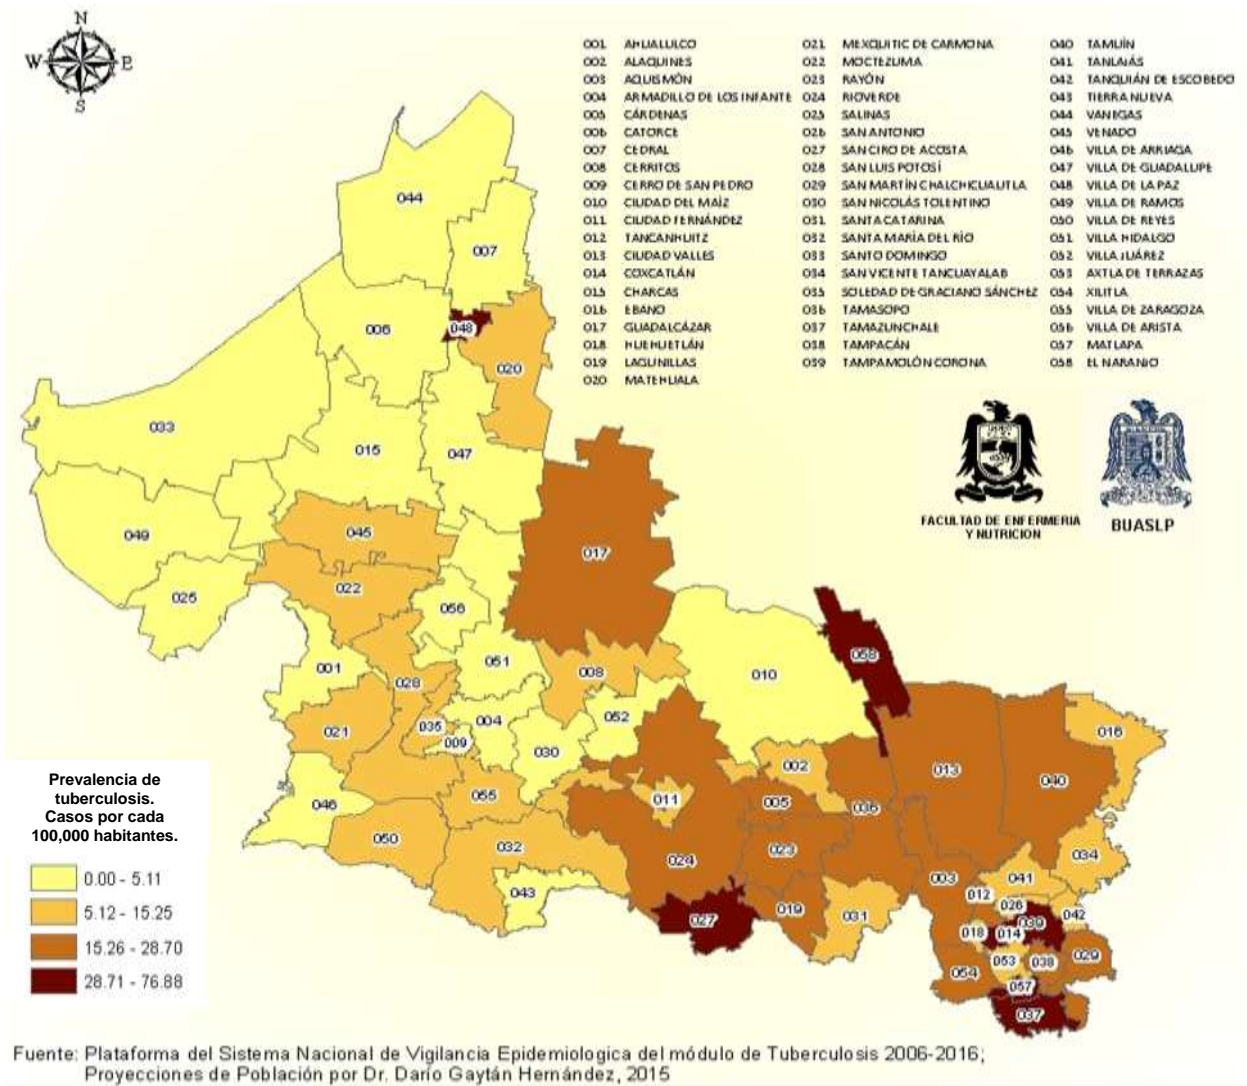 N
W E
S
001 AHUALULCO
002 ALAQUINES
003 AQUISMÓN
004 ARMADILLO DE LOS INFANTE
005 CÁRDENAS
006 CATORCE
007 CEDRAL
008 CERRITOS
009 CERRO DE SAN PEDRO
010 CIUDAD DEL MAÍZ
011 CIUDAD FERNÁNDEZ
012 TANCANHUITZ
013 CIUDAD VALLES
014 COXCATLÁN
015 CHARCAS
016 EBANO
017 GUADALCÁZAR
018 HUEHUETLÁN
019 LAGUNILLAS
020 MATEHUALA
021 MEXQUITIC DE CARMONA
022 MOCTEZUMA
023 RAYÓN
024 RIOVERDE
025 SALINAS
026 SAN ANTONIO
027 SAN CIRO DE ACOSTA
028 SAN LUIS POTOSÍ
029 SAN MARTÍN CHALCHICUAUTLA
030 SAN NICOLÁS TOLENTINO
031 SANTA CATARINA
032 SANTA MARÍA DEL RÍO
033 SANTO DOMINGO
034 SAN VICENTE TANCUAYALAB
035 SOLEDAD DE GRACIANO SÁNCHEZ
036 TAMASOPO
037 TAMAZUNCHALE
038 TAMPACÁN
039 TAMPAMOLÓN CORONA
040 TAMUÍN
041 TANLAJÁS
042 TANQUIÁN DE ESCOBEDO
043 TIERRA NUEVA
044 VANEGAS
045 VENADO
046 VILLA DE ARRIAGA
047 VILLA DE GUADALUPE
048 VILLA DE LA PAZ
049 VILLA DE RAMOS
050 VILLA DE REYES
051 VILLA HIDALGO
052 VILLA JUÁREZ
053 AXTLA DE TERRAZAS
054 XILITLA
055 VILLA DE ZARAGOZA
056 VILLA DE ARISTA
057 MATLAPA
058 EL NARANJO
044
007
006
048
020
033
015
047
049
045
017
025
022
056
001
051
008
010
058
028
021
035
004
009
030
052
002
013
040
016
046
055
011
005
036
050
032
024
023
003
041
034
043
027
019
031
012
026
042
018
014
039
053
038
029
054
057
037
FACULTAD DE ENFERMERIA
Y NUTRICION
BUASLP
Prevalencia de
tuberculosis.
Casos por cada
100,000 habitantes.
0.00 - 5.11
5.12 - 15.25
15.26 - 28.70
28.71 - 76.88
Fuente: Plataforma del Sistema Nacional de Vigilancia Epidemiologica del módulo de Tuberculosis 2006-2016;
Proyecciones de Población por Dr. Darío Gaytán Hernández, 2015